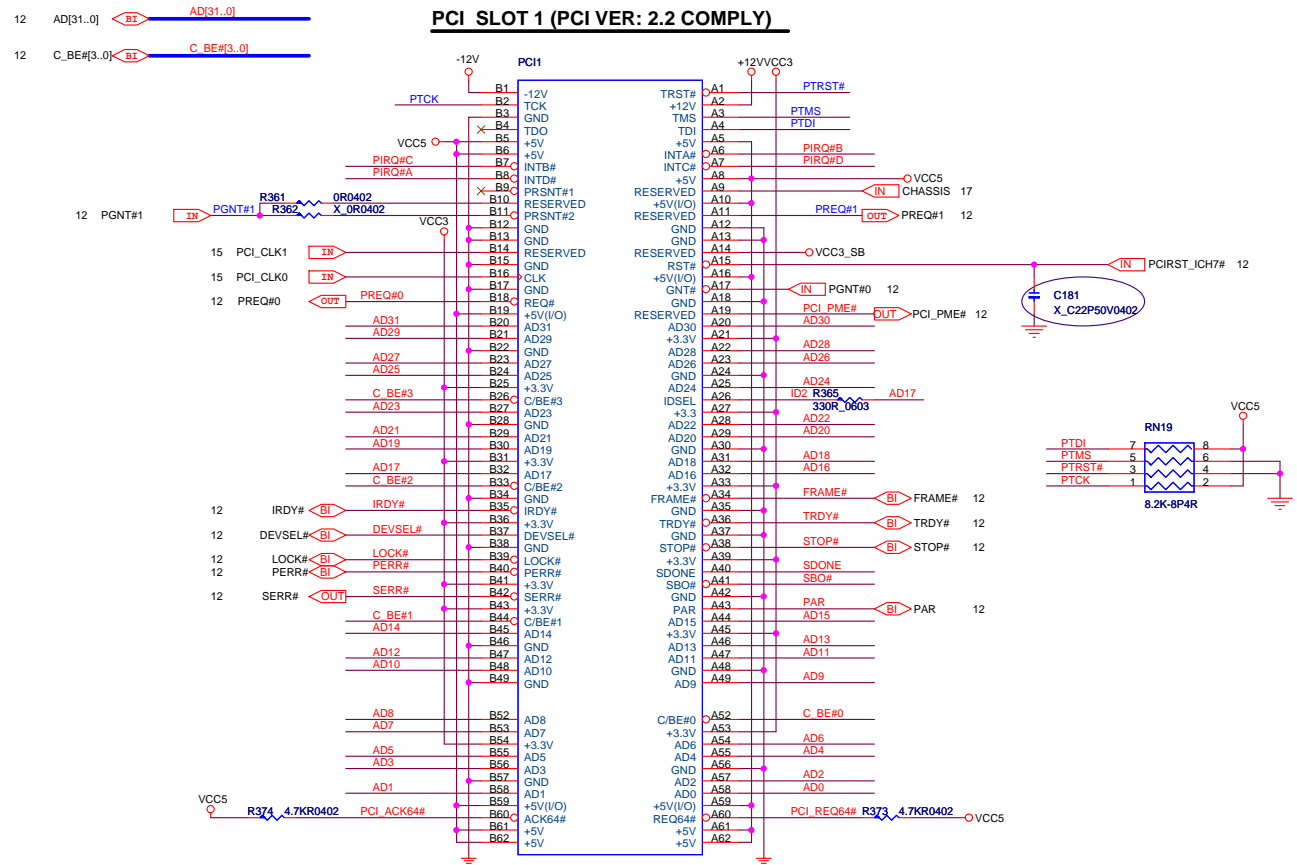 PCI SLOT 1 (PCI VER: 2.2 COMPLY)
12 AD[31..0] BI AD[31..0]
12 C_BE#[3..0] BI C_BE#[3..0]
-12V PCI1 +12V VCC3
B1 -12V TRST# A1 PTRST#
PTCK B2 TCK +12V A2
B3 GND TMS A3 PTMS
B4 TDO TDI A4 PTDI
VCC5 B5 +5V +5V A5
B6 +5V INTA# A6 PIRQ#B
PIRQ#C B7 INTB# INTC# A7 PIRQ#D
PIRQ#A B8 INTD# +5V A8 VCC5
B9 PRSNT#1 RESERVED A9 IN CHASSIS 17
R361 0R0402 B10 RESERVED +5V(I/O) A10
12 PGNT#1 IN PGNT#1 R362 X_0R0402 B11 PRSNT#2 RESERVED A11 PREQ#1 OUT PREQ#1 12
VCC3 B12 GND GND A12
B13 GND GND A13
15 PCI_CLK1 IN B14 RESERVED RESERVED A14 VCC3_SB
B15 GND RST# A15 IN PCIRST_ICH7# 12
15 PCI_CLK0 IN B16 CLK +5V(I/O) A16
B17 GND GNT# A17 IN PGNT#0 12
12 PREQ#0 OUT PREQ#0 B18 REQ# GND A18
C181
X_C22P50V0402
B19 +5V(I/O) RESERVED A19 PCI_PME# OUT PCI_PME# 12
AD31 B20 AD31 AD30 A20 AD30
AD29 B21 AD29 +3.3V A21
B22 GND AD28 A22 AD28
AD27 B23 AD27 AD26 A23 AD26
AD25 B24 AD25 GND A24
B25 +3.3V AD24 A25 AD24
C_BE#3 B26 C/BE#3 IDSEL A26 ID2 R365 330R_0603 AD17
AD23 B27 AD23 +3.3 A27
B28 GND AD22 A28 AD22
AD21 B29 AD21 AD20 A29 AD20
AD19 B30 AD19 GND A30
B31 +3.3V AD18 A31 AD18
AD17 B32 AD17 AD16 A32 AD16
C_BE#2 B33 C/BE#2 +3.3V A33
B34 GND FRAME# A34 FRAME# BI FRAME# 12
12 IRDY# BI IRDY# B35 IRDY# GND A35
B36 +3.3V TRDY# A36 TRDY# BI TRDY# 12
12 DEVSEL# BI DEVSEL# B37 DEVSEL# GND A37
B38 GND STOP# A38 STOP# BI STOP# 12
12 LOCK# BI LOCK# B39 LOCK# +3.3V A39
12 PERR# BI PERR# B40 PERR# SDONE A40 SDONE
B41 +3.3V SBO# A41 SBO#
12 SERR# OUT SERR# B42 SERR# GND A42
B43 +3.3V PAR A43 PAR BI PAR 12
C_BE#1 B44 C/BE#1 AD15 A44 AD15
AD14 B45 AD14 +3.3V A45
B46 GND AD13 A46 AD13
AD12 B47 AD12 AD11 A47 AD11
AD10 B48 AD10 GND A48
B49 GND AD9 A49 AD9
AD8 B52 AD8 C/BE#0 A52 C_BE#0
AD7 B53 AD7 +3.3V A53
B54 +3.3V AD6 A54 AD6
AD5 B55 AD5 AD4 A55 AD4
AD3 B56 AD3 GND A56
B57 GND AD2 A57 AD2
AD1 B58 AD1 AD0 A58 AD0
B59 +5V(I/O) +5V(I/O) A59
VCC5 R374 4.7KR0402 PCI_ACK64# B60 ACK64# REQ64# A60 PCI_REQ64# R373 4.7KR0402 VCC5
B61 +5V +5V A61
B62 +5V +5V A62
VCC5
RN19
PTDI 7 8
PTMS 5 6
PTRST# 3 4
PTCK 1 2
8.2K-8P4R